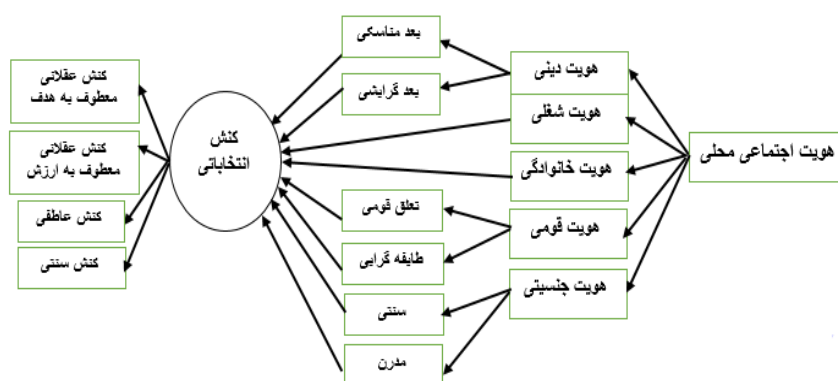 هویت اجتماعی محلی
هویت دینی
هویت شغلی
هویت خانوادگی
هویت قومی
هویت جنسیتی
بعد مناسکی
بعد گرایشی
تعلق قومی
طایفه گرایی
سنتی
مدرن
کنش
انتخاباتی
کنش عقلانی
معطوف به هدف
کنش عقلانی
معطوف به ارزش
کنش عاطفی
کنش سنتی